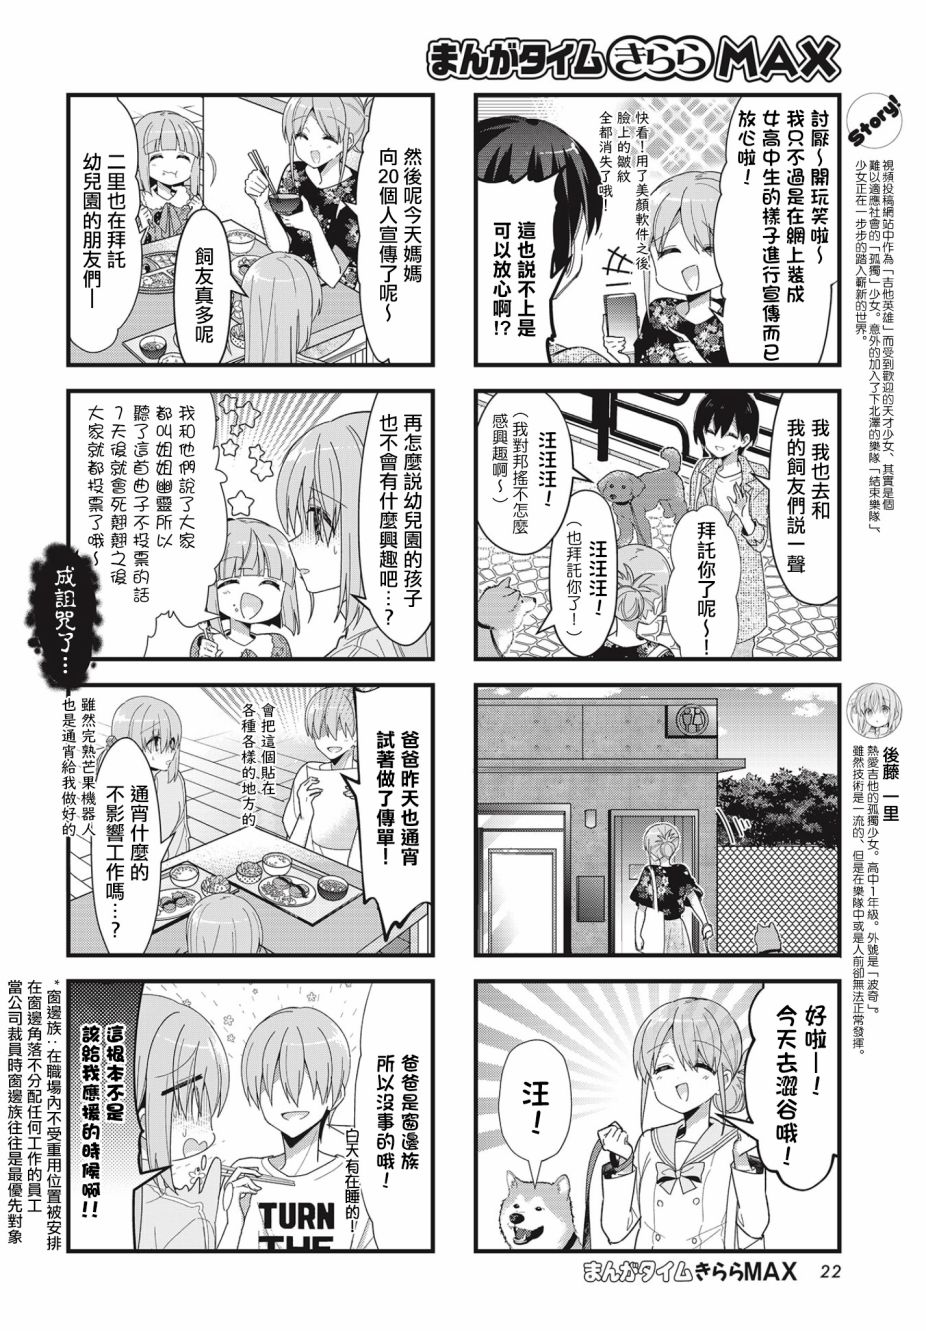 まんがタイムきららMAX
Story!
視頻投稿網站中作為「吉他英雄」而受到歡迎的天才少女、其實是個
難以適應社會的「孤獨」少女。意外的加入了下北澤的樂隊「結束樂隊」、
少女正在一步步的踏入嶄新的世界。
後藤 一里
熱愛吉他的孤獨少女。高中1年級。外號是「波奇」。
雖然技術是一流的、但是在樂隊中或是人前卻無法正常發揮。
討厭～開玩笑啦～
我只不過是在網上裝成
女高中生的樣子進行宣傳而已
放心啦！
快看！用了美顏軟件之後
臉上的皺紋
全都消失了哦！
這也說不上是
可以放心啊!?
我 我也去和
我的飼友們說一聲
拜託你了呢～
汪汪汪！
（我對邦搖不怎麼
感興趣啊～）
汪汪汪！
（也拜託你了！）
好啦ー！
今天去澀谷哦！
汪！
然後呢今天媽媽
向20個人宣傳了呢～
飼友真多呢
二里也在拜託
幼兒園的朋友們ー
再怎麼說幼兒園的孩子
也不會有什麼興趣吧…？
我和他們說了大家
都叫姐姐幽靈所以
聽了這首曲子不投票的話
7天後就會死翹翹之後
大家就都投票了哦～
成詛咒了…
爸爸昨天也通宵
試著做了傳單！
會把這個貼在
各種各樣的地方的
通宵什麼的
不影響工作嗎…？
雖然完熟芒果機器人
也是通宵給我做好的
爸爸是窗邊族
所以沒事的哦！
白天有在睡的！
TURN
THE
這根本不是
該給我應援的時候啊!!
*窗邊族：在職場內不受重用位置被安排
在窗邊角落不分配任何工作的員工
當公司裁員時窗邊族往往是最優先對象
まんがタイムきららMAX 22